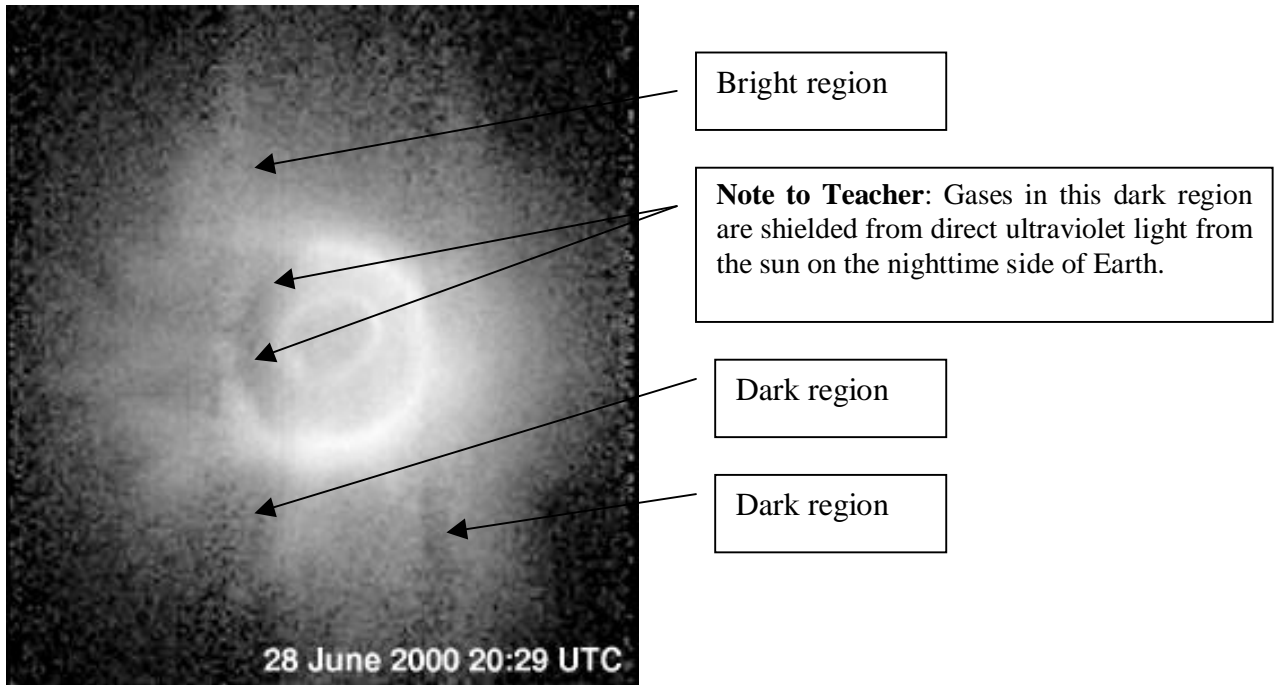 Bright region
Note to Teacher: Gases in this dark region
are shielded from direct ultraviolet light from
the sun on the nighttime side of Earth.
Dark region
Dark region
28 June 2000 20:29 UTC